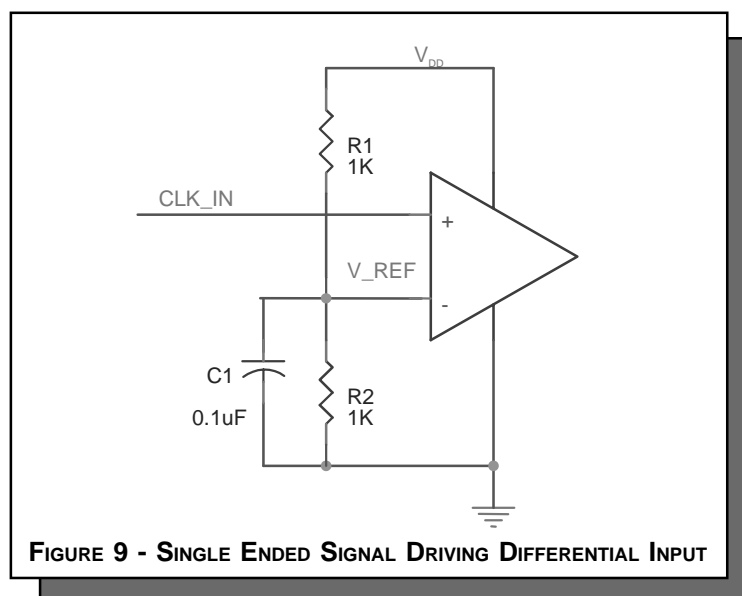 VDD
R1
1K
CLK_IN
+
V_REF
-
C1
0.1uF
R2
1K
FIGURE 9 - SINGLE ENDED SIGNAL DRIVING DIFFERENTIAL INPUT